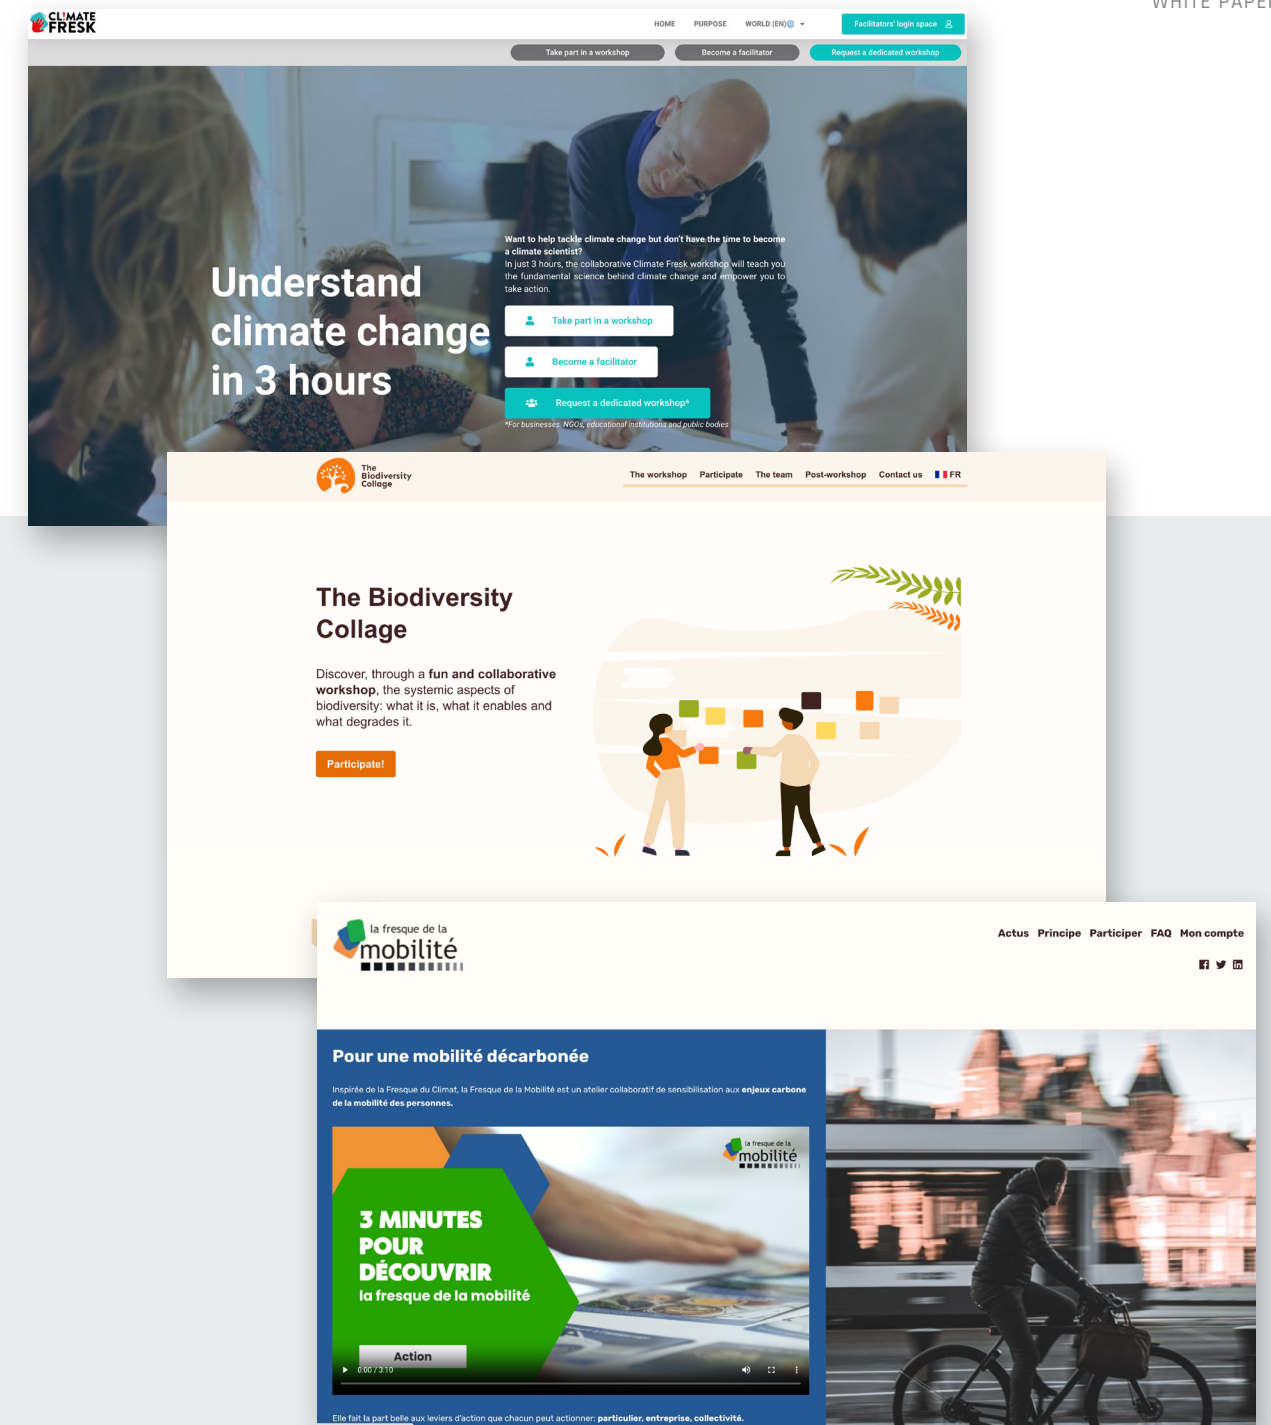 WHITE PAPER
CLIMATE
FRESK
HOME PURPOSE WORLD (EN) Facilitators' login space
Take part in a workshop Become a facilitator Request a dedicated workshop
Understand
climate change
in 3 hours
Want to help tackle climate change but don't have the time to become
a climate scientist?
In just 3 hours, the collaborative Climate Fresk workshop will teach you
the fundamental science behind climate change and empower you to
take action.
Take part in a workshop
Become a facilitator
Request a dedicated workshop*
*For businesses, NGOs, educational institutions and public bodies
The
Biodiversity
Collage
The workshop Participate The team Post-workshop Contact us FR
The Biodiversity
Collage
Discover, through a fun and collaborative
workshop, the systemic aspects of
biodiversity: what it is, what it enables and
what degrades it.
Participate!
la fresque de la
mobilité
Actus Principe Participer FAQ Mon compte
Pour une mobilité décarbonée
Inspirée de la Fresque du Climat, la Fresque de la Mobilité est un atelier collaboratif de sensibilisation aux enjeux carbone
de la mobilité des personnes.
la fresque de la
mobilité
3 MINUTES
POUR
DÉCOUVRIR
la fresque de la mobilité
Action
0:00 / 3:10
Elle fait la part belle aux leviers d'action que chacun peut actionner: particulier, entreprise, collectivité.